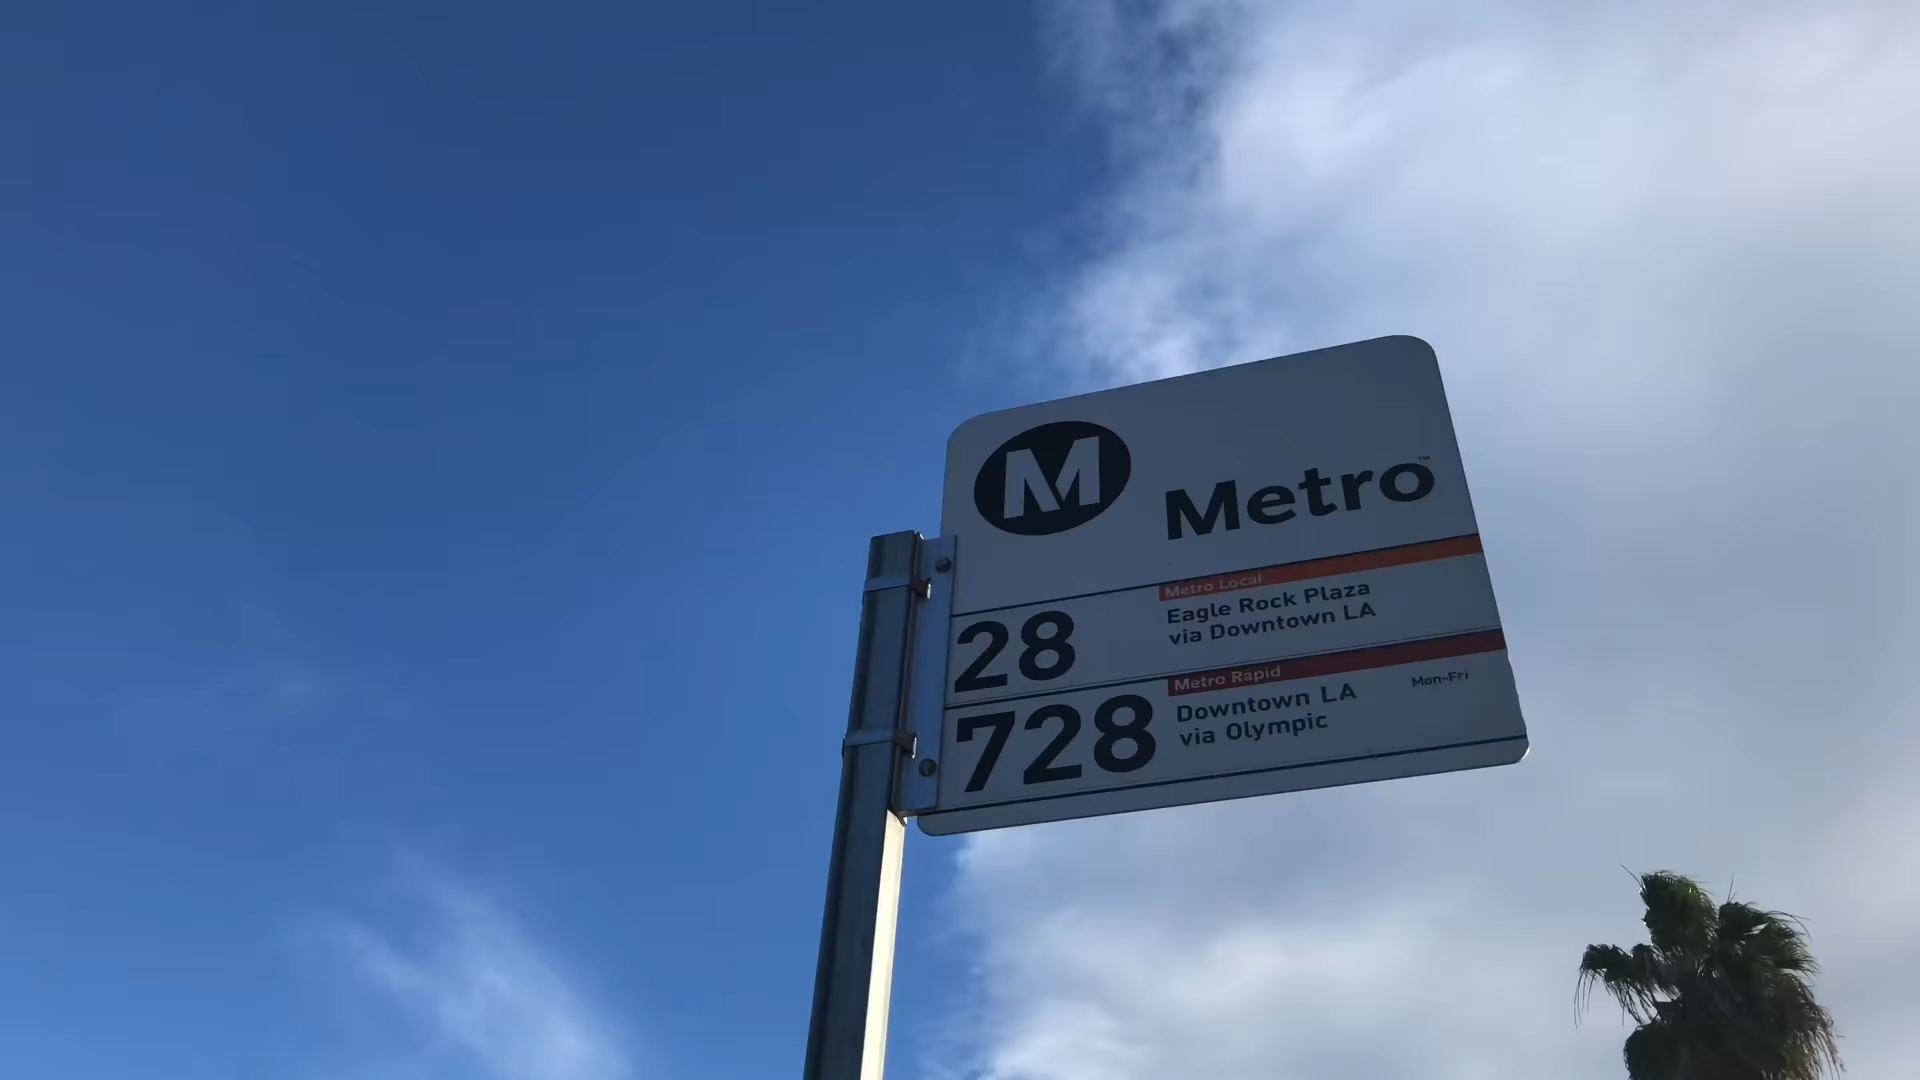 M Metro™
Metro Local
28 Eagle Rock Plaza
via Downtown LA
Metro Rapid
728 Downtown LA Mon-Fri
via Olympic